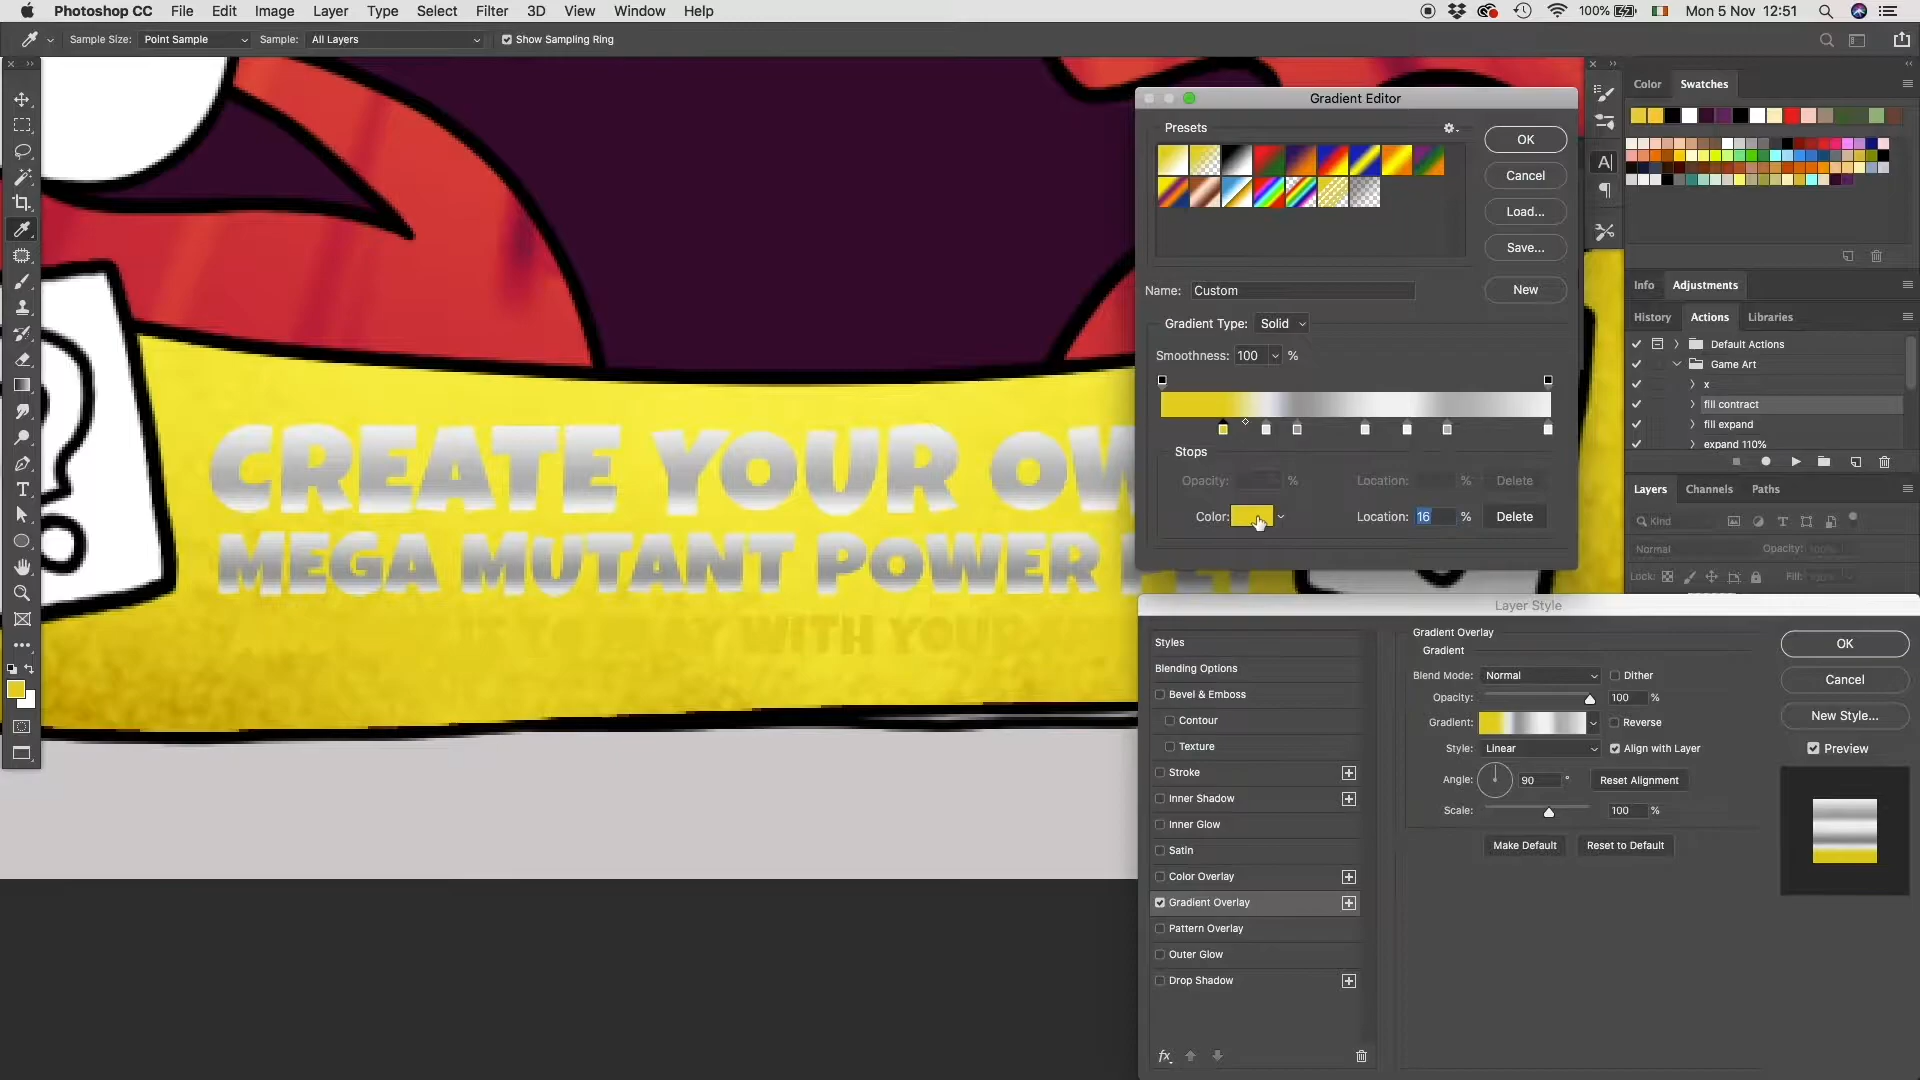 Photoshop CC File Edit Image Layer Type Select Filter 3D View Window Help 100% Mon 5 Nov 12:51
Sample Size: Point Sample Sample: All Layers Show Sampling Ring
Gradient Editor
Presets
OK
Cancel
Load...
Save...
Name: Custom
New
Gradient Type: Solid
Smoothness: 100 %
Stops
Opacity: % Location: % Delete
Color: Location: 16 % Delete
Color Swatches
Info Adjustments
History Actions Libraries
Default Actions
Game Art
x
fill contract
fill expand
expand 110%
Layers Channels Paths
Kind
Normal Opacity: 100%
Lock: Fill:
CREATE YOUR
MEGA MUTANT POWER
WITH YOUR
Layer Style
Styles
Blending Options
Bevel & Emboss
Contour
Texture
Stroke
Inner Shadow
Inner Glow
Satin
Color Overlay
Gradient Overlay
Pattern Overlay
Outer Glow
Drop Shadow
fx
Gradient Overlay
Gradient
Blend Mode: Normal Dither
Opacity: 100 %
Gradient: Reverse
Style: Linear Align with Layer
Angle: 90 ° Reset Alignment
Scale: 100 %
Make Default Reset to Default
OK
Cancel
New Style...
Preview